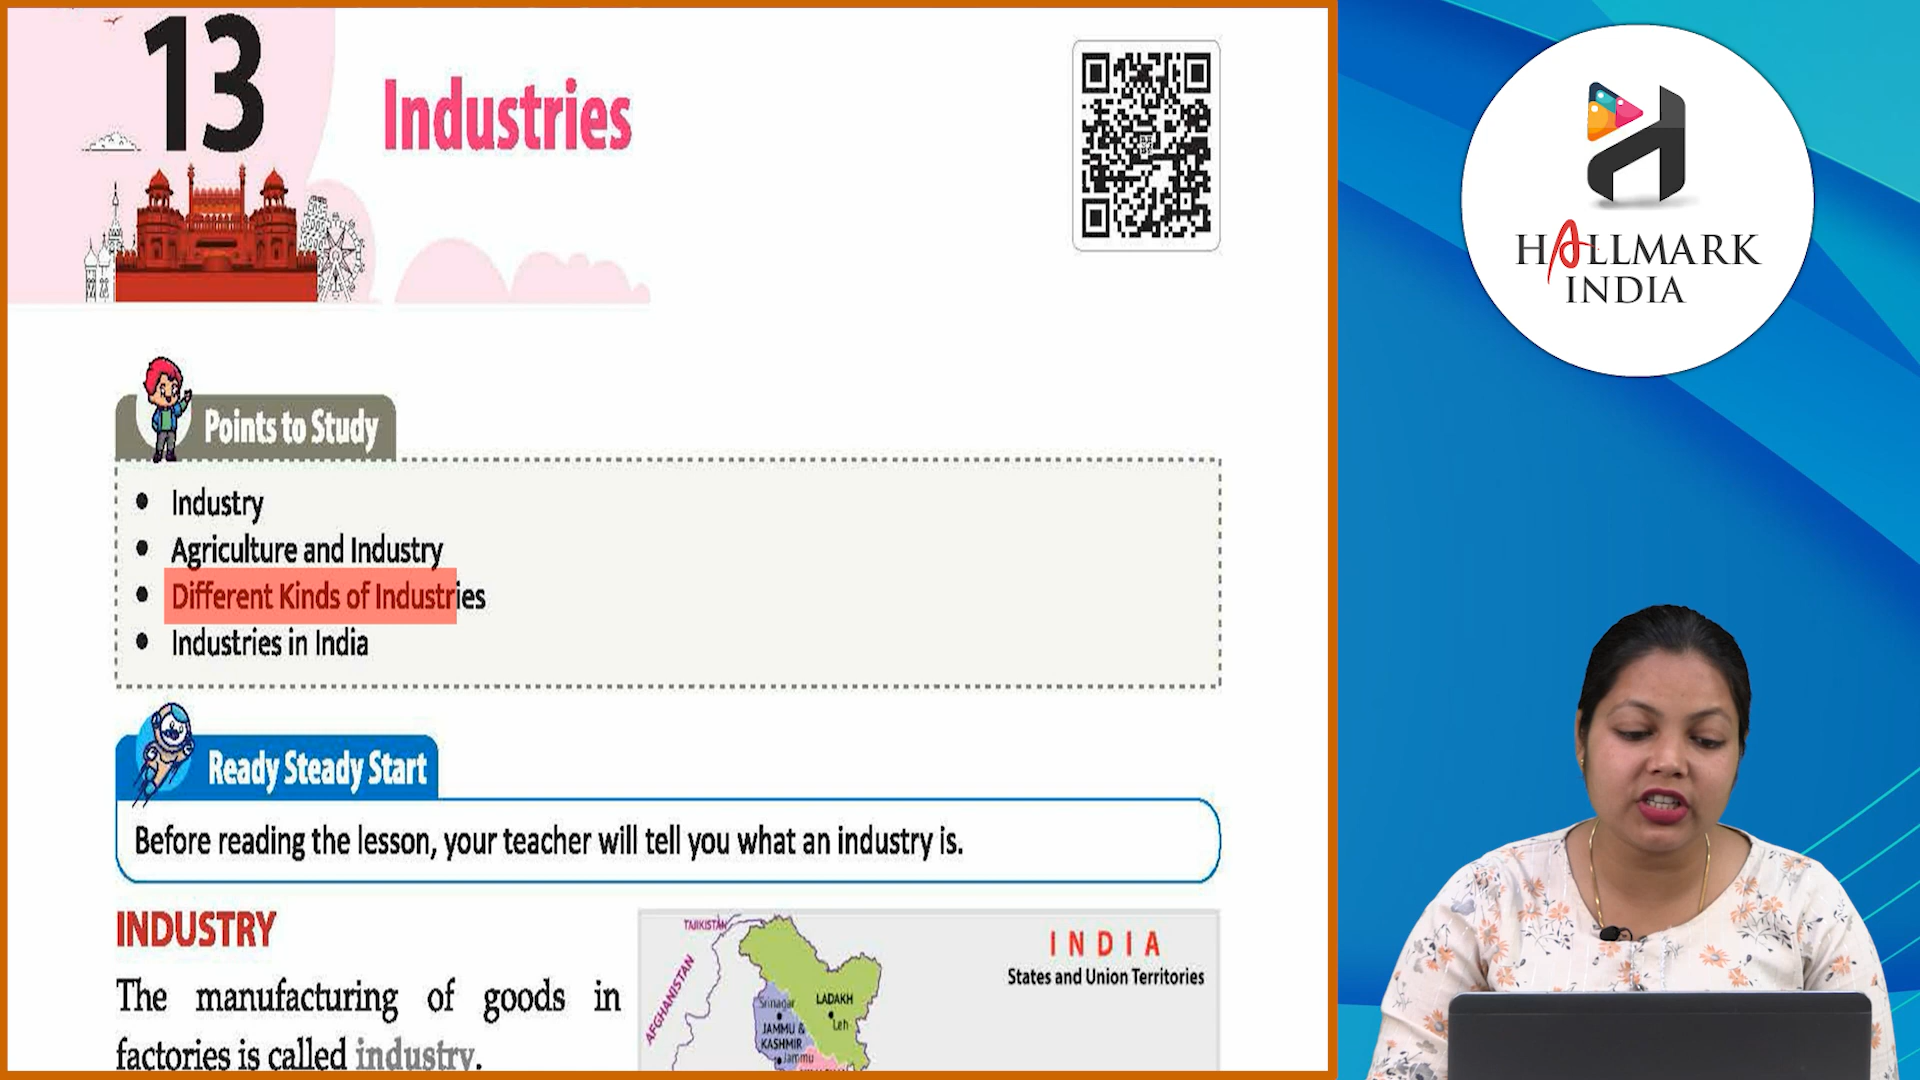 13
Industries
Points to Study
• Industry
• Agriculture and Industry
• Different Kinds of Industries
• Industries in India
Ready Steady Start
Before reading the lesson, your teacher will tell you what an industry is.
INDUSTRY
The manufacturing of goods in
factories is called industry.
TAJIKISTAN
AFGHANISTAN
INDIA
States and Union Territories
Srinagar
LADAKH
Leh
JAMMU &
KASHMIR
Jammu
HALLMARK
INDIA